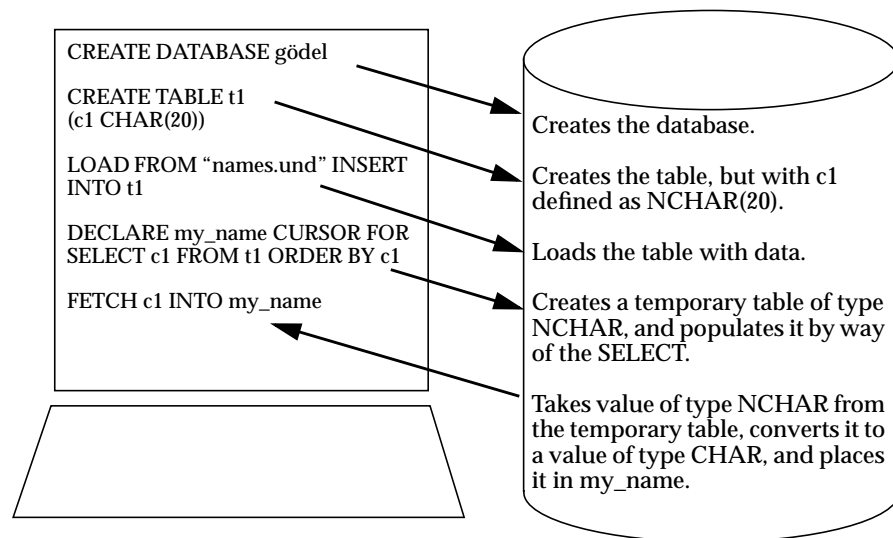 CREATE DATABASE gödel
CREATE TABLE t1
(c1 CHAR(20))
LOAD FROM “names.und” INSERT
INTO t1
DECLARE my_name CURSOR FOR
SELECT c1 FROM t1 ORDER BY c1
FETCH c1 INTO my_name
Creates the database.
Creates the table, but with c1
defined as NCHAR(20).
Loads the table with data.
Creates a temporary table of type
NCHAR, and populates it by way
of the SELECT.
Takes value of type NCHAR from
the temporary table, converts it to
a value of type CHAR, and places
it in my_name.